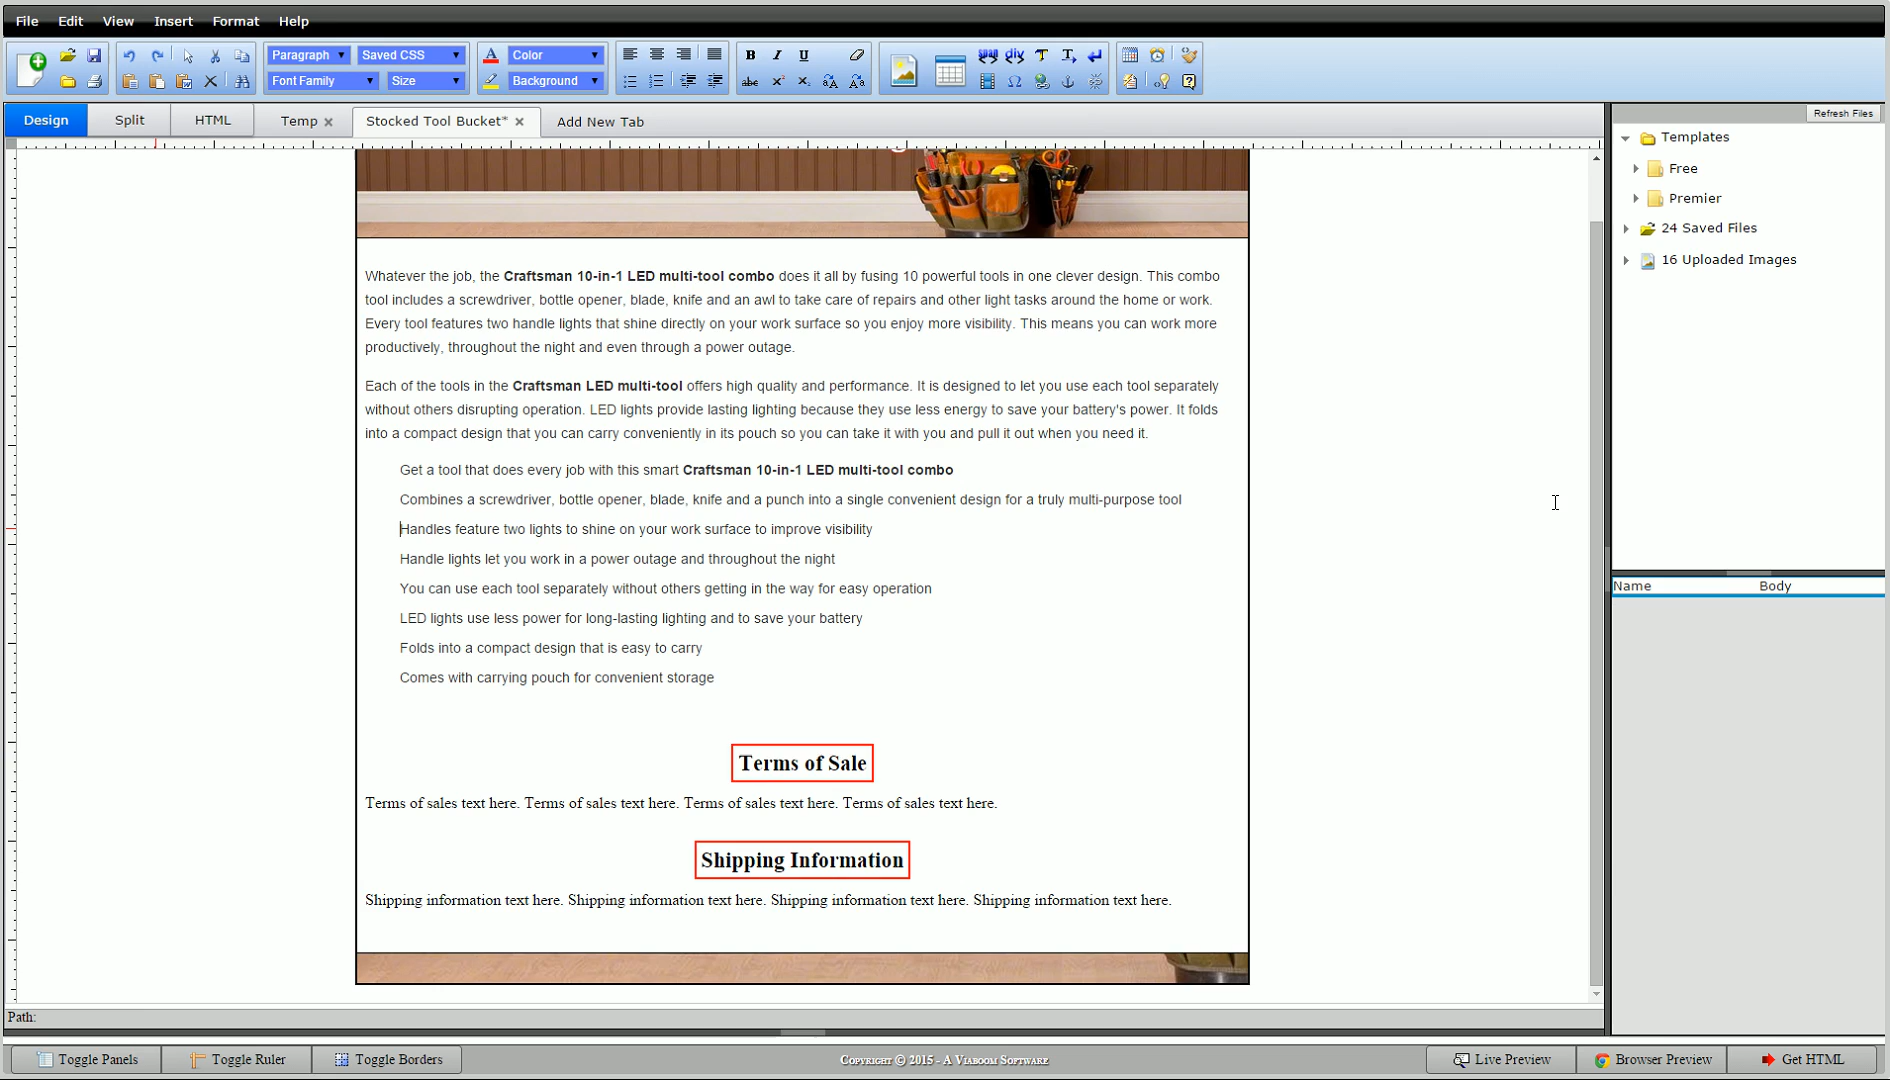 File Edit View Insert Format Help
Paragraph Saved CSS Color
Font Family Size Background
Design Split HTML Temp Stocked Tool Bucket* Add New Tab
Refresh Files
Templates
Free
Premier
24 Saved Files
16 Uploaded Images
Name Body
Whatever the job, the Craftsman 10-in-1 LED multi-tool combo does it all by fusing 10 powerful tools in one clever design. This combo
tool includes a screwdriver, bottle opener, blade, knife and an awl to take care of repairs and other light tasks around the home or work.
Every tool features two handle lights that shine directly on your work surface so you enjoy more visibility. This means you can work more
productively, throughout the night and even through a power outage.
Each of the tools in the Craftsman LED multi-tool offers high quality and performance. It is designed to let you use each tool separately
without others disrupting operation. LED lights provide lasting lighting because they use less energy to save your battery's power. It folds
into a compact design that you can carry conveniently in its pouch so you can take it with you and pull it out when you need it.
Get a tool that does every job with this smart Craftsman 10-in-1 LED multi-tool combo
Combines a screwdriver, bottle opener, blade, knife and a punch into a single convenient design for a truly multi-purpose tool
Handles feature two lights to shine on your work surface to improve visibility
Handle lights let you work in a power outage and throughout the night
You can use each tool separately without others getting in the way for easy operation
LED lights use less power for long-lasting lighting and to save your battery
Folds into a compact design that is easy to carry
Comes with carrying pouch for convenient storage
Terms of Sale
Terms of sales text here. Terms of sales text here. Terms of sales text here. Terms of sales text here.
Shipping Information
Shipping information text here. Shipping information text here. Shipping information text here. Shipping information text here.
Path:
Toggle Panels Toggle Ruler Toggle Borders Copyright © 2015 - A Viaboom Software Live Preview Browser Preview Get HTML